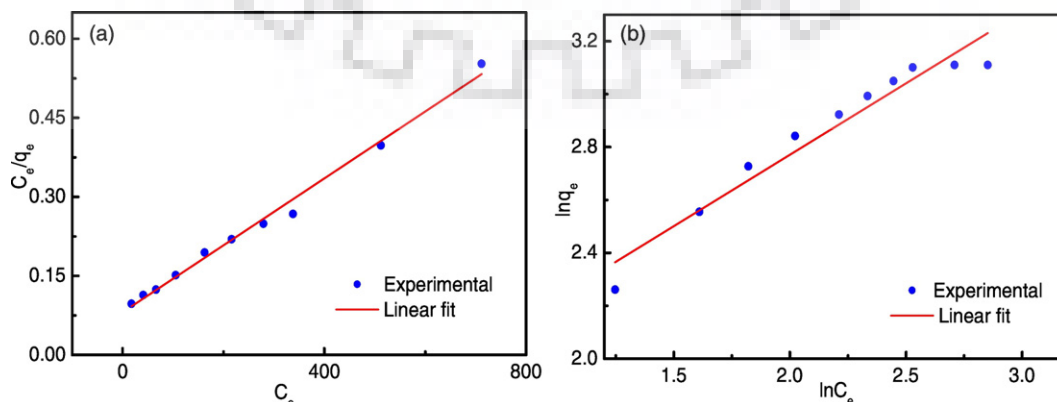 (a)
0.60
0.45
0.30
0.15
0.00
Cₑ/qₑ
Experimental
Linear fit
0
400
800
Cₑ
(b)
3.2
2.8
2.4
2.0
lnqₑ
Experimental
Linear fit
1.5
2.0
2.5
3.0
lnCₑ